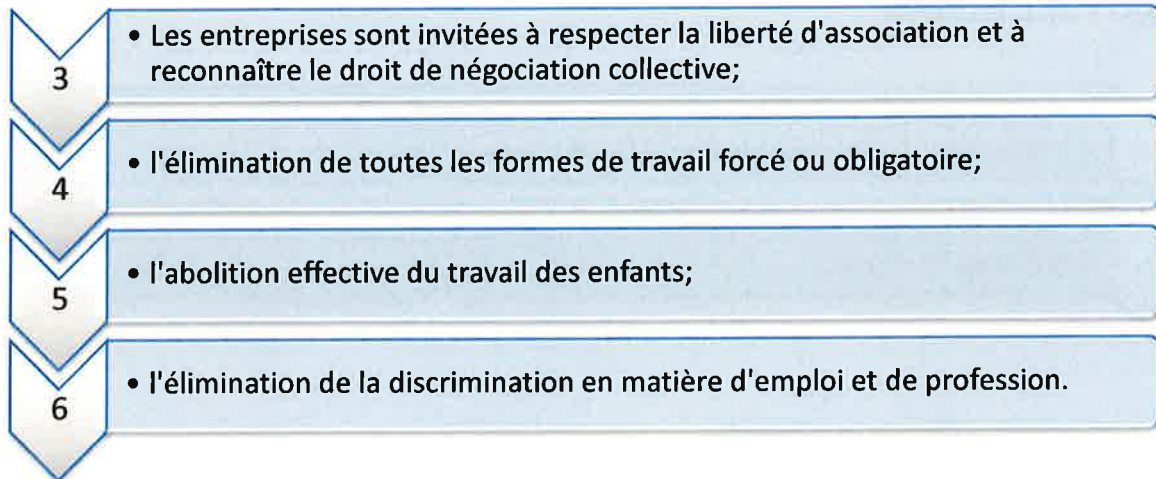 3
• Les entreprises sont invitées à respecter la liberté d'association et à
reconnaître le droit de négociation collective;
4
• l'élimination de toutes les formes de travail forcé ou obligatoire;
5
• l'abolition effective du travail des enfants;
6
• l'élimination de la discrimination en matière d'emploi et de profession.